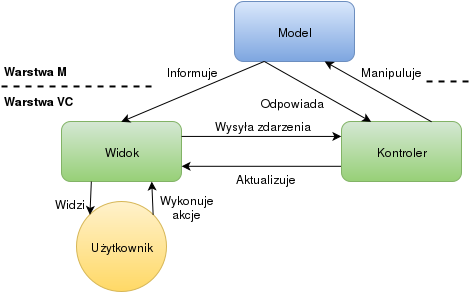 Model
Warstwa M
Informuje
Manipuluje
Warstwa VC
Odpowiada
Wysyła zdarzenia
Widok
Kontroler
Aktualizuje
Widzi
Wykonuje
akcje
Użytkownik